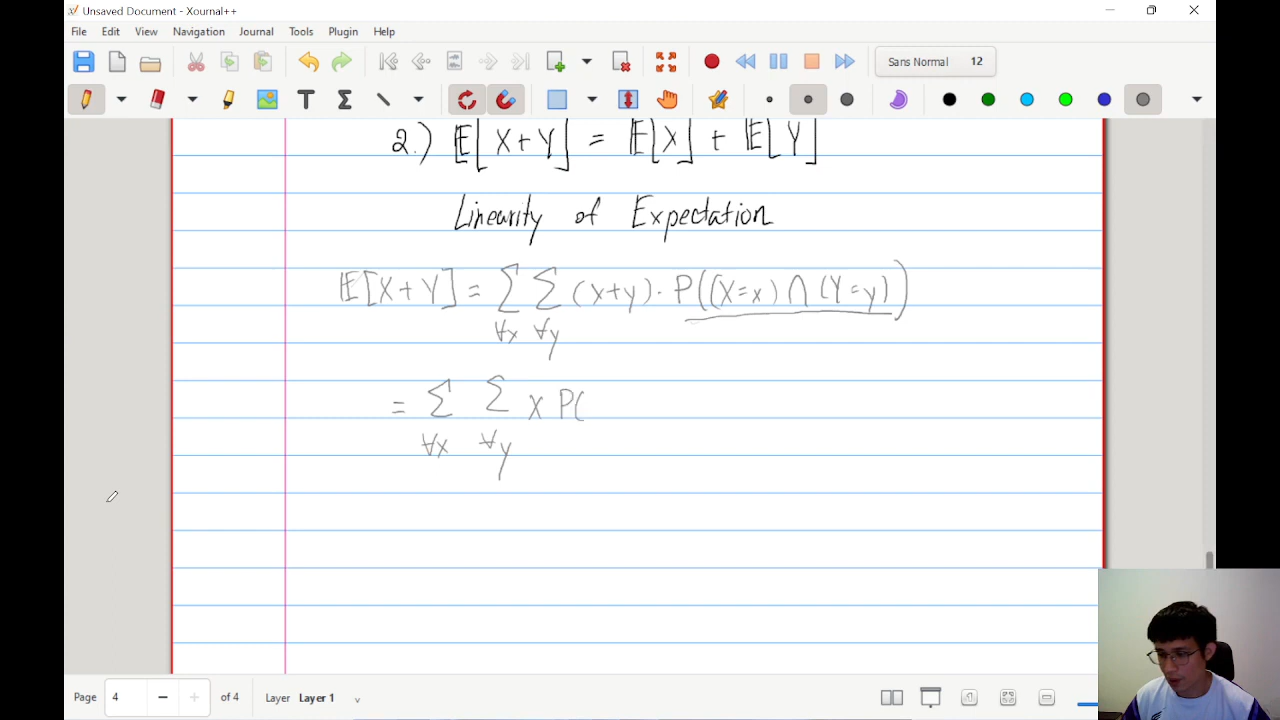 Unsaved Document - Xournal++
File Edit View Navigation Journal Tools Plugin Help
Sans Normal 12
2.) 𝔼[X+Y] = 𝔼[X] + 𝔼[Y]
Linearity of Expectation
𝔼[X+Y] = ∑ ∑ (x+y) · P((X=x) ∩ (Y=y))
∀x ∀y
= ∑ ∑ x P(
∀x ∀y
Page 4 of 4 Layer Layer 1